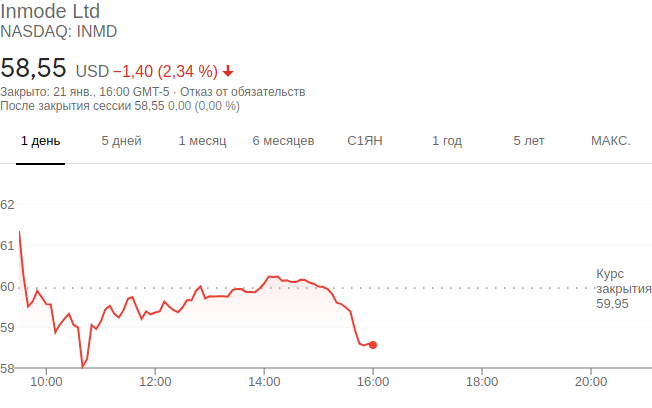 Inmode Ltd
NASDAQ: INMD
58,55 USD −1,40 (2,34 %)
Закрыто: 21 янв., 16:00 GMT-5 · Отказ от обязательств
После закрытия сессии 58,55 0,00 (0,00 %)
1 день 5 дней 1 месяц 6 месяцев С1ЯН 1 год 5 лет МАКС.
62
61
60
59
58
Курс
закрытия
59,95
10:00 12:00 14:00 16:00 18:00 20:00